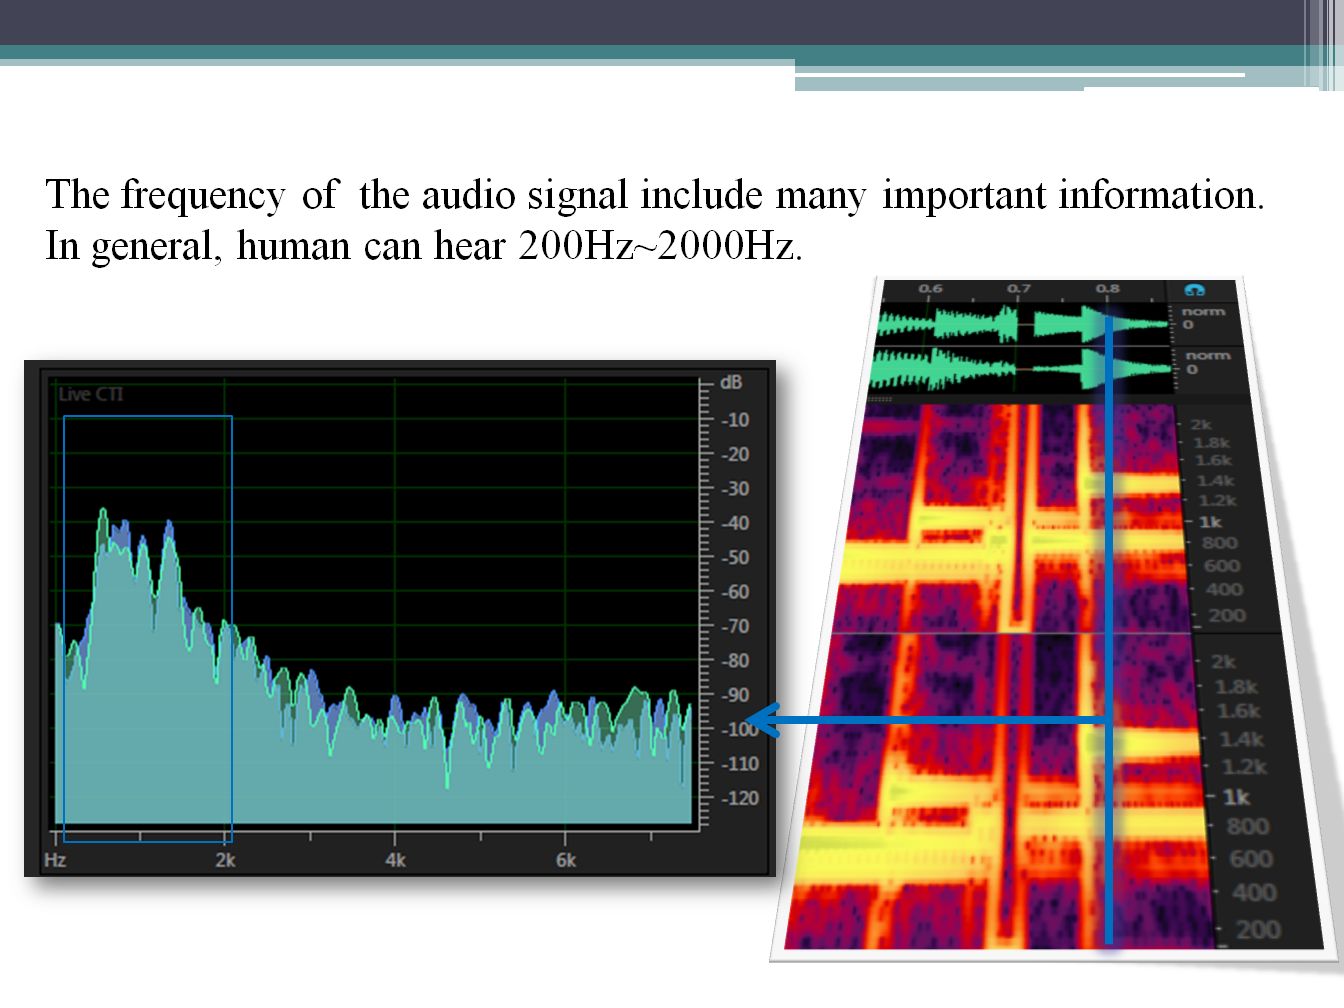 The frequency of the audio signal include many important information.
In general, human can hear 200Hz~2000Hz.
Live CTI
dB
-10
-20
-30
-40
-50
-60
-70
-80
-90
-100
-110
-120
Hz 2k 4k 6k
0.6 0.7 0.8
norm
0
norm
0
2k
1.8k
1.6k
1.4k
1.2k
1k
800
600
400
200
2k
1.8k
1.6k
1.4k
1.2k
1k
800
600
400
200